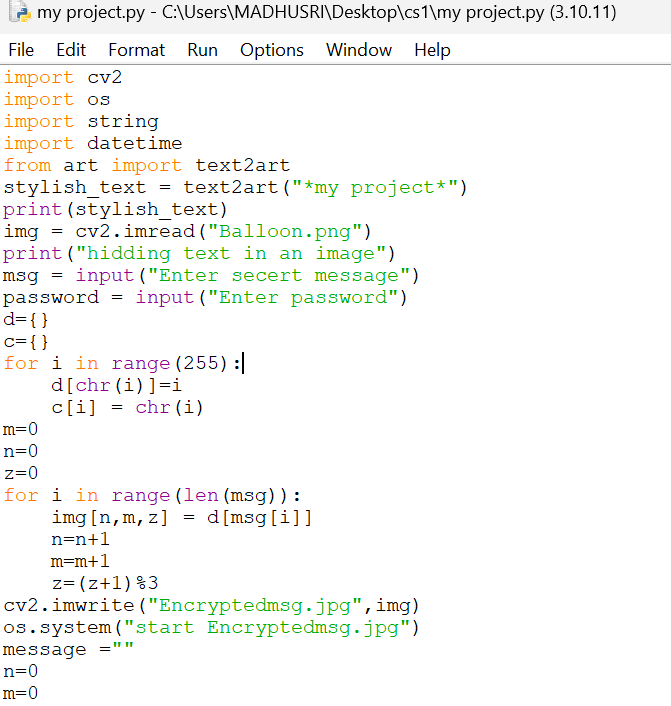 my project.py - C:\Users\MADHUSRI\Desktop\cs1\my project.py (3.10.11)
File Edit Format Run Options Window Help
import cv2
import os
import string
import datetime
from art import text2art
stylish_text = text2art("*my project*")
print(stylish_text)
img = cv2.imread("Balloon.png")
print("hidding text in an image")
msg = input("Enter secert message")
password = input("Enter password")
d={}
c={}
for i in range(255):
    d[chr(i)]=i
    c[i] = chr(i)
m=0
n=0
z=0
for i in range(len(msg)):
    img[n,m,z] = d[msg[i]]
    n=n+1
    m=m+1
    z=(z+1)%3
cv2.imwrite("Encryptedmsg.jpg",img)
os.system("start Encryptedmsg.jpg")
message =""
n=0
m=0